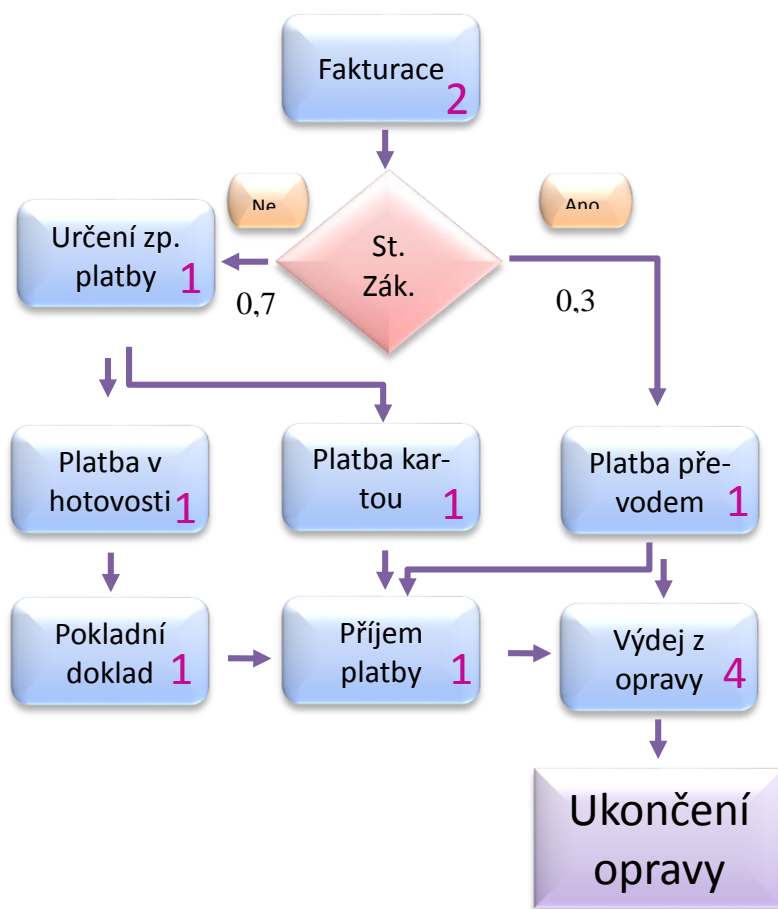 Fakturace
2
Ne
Ano
Určení zp.
platby
1
St.
Zák.
0,7
0,3
Platba v
hotovosti
1
Platba kar-
tou
1
Platba pře-
vodem
1
Pokladní
doklad
1
Příjem
platby
1
Výdej z
opravy
4
Ukončení
opravy